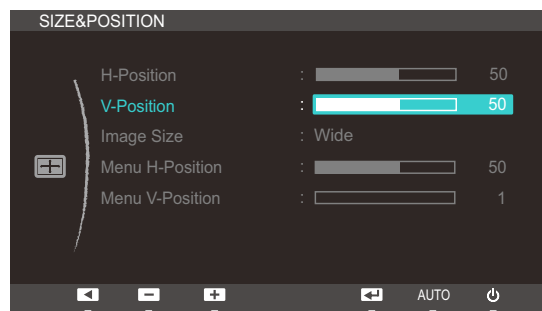 SIZE&POSITION
H-Position : 50
V-Position : 50
Image Size : Wide
Menu H-Position : 50
Menu V-Position : 1
AUTO